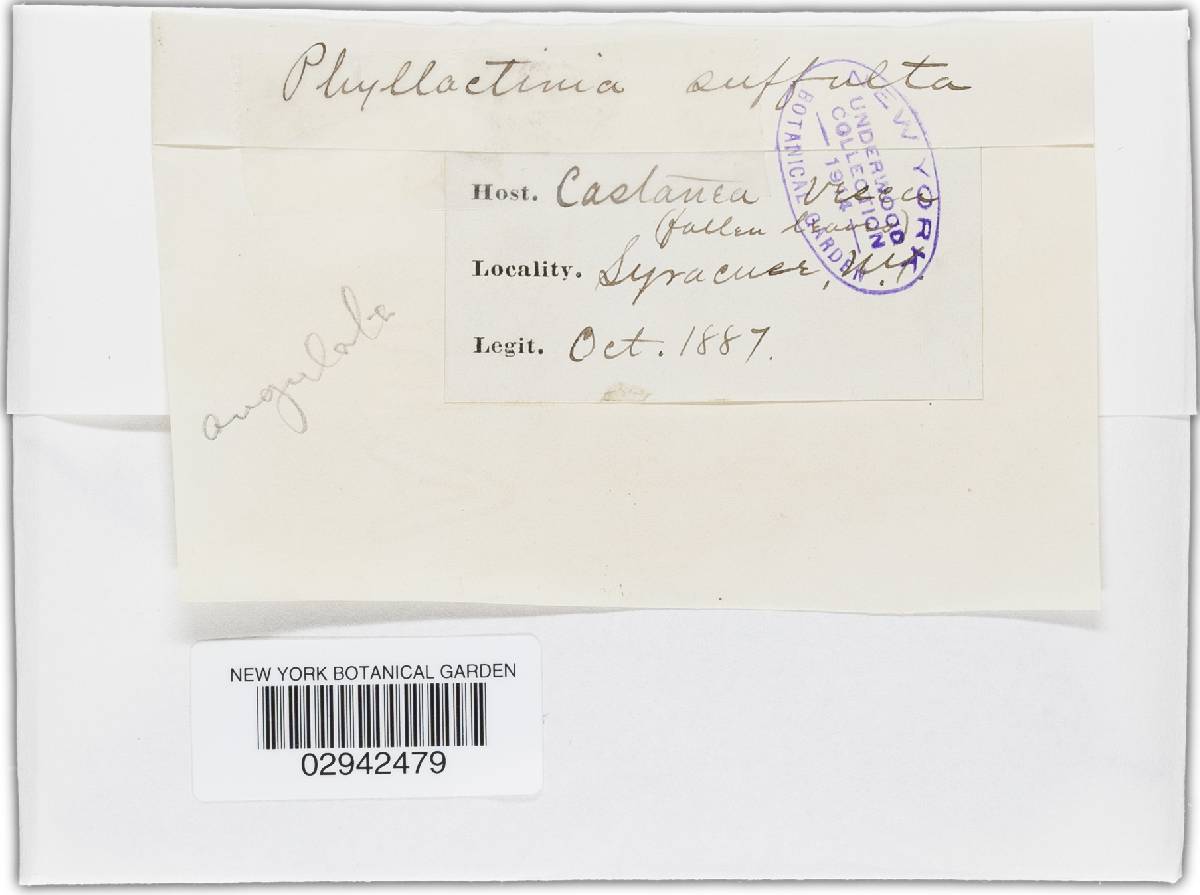 Phyllactinia suffulta
Host. Castanea vesca
(fallen leaves)
Locality. Syracuse, N.Y.
Legit. Oct. 1887.
angulata
NEW YORK
BOTANICAL GARDEN
UNDERWOOD
COLLECTION
— 1914 —
NEW YORK BOTANICAL GARDEN
02942479